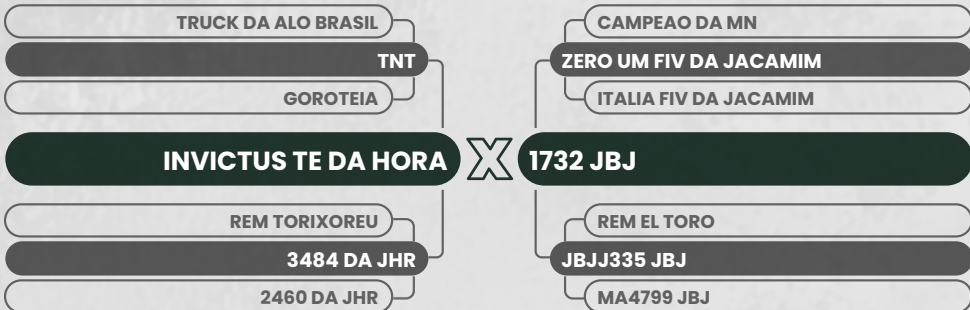 TRUCK DA ALO BRASIL
TNT
GOROTEIA
INVICTUS TE DA HORA
REM TORIXOREU
3484 DA JHR
2460 DA JHR
X
CAMPEAO DA MN
ZERO UM FIV DA JACAMIM
ITALIA FIV DA JACAMIM
1732 JBJ
REM EL TORO
JBJJ335 JBJ
MA4799 JBJ